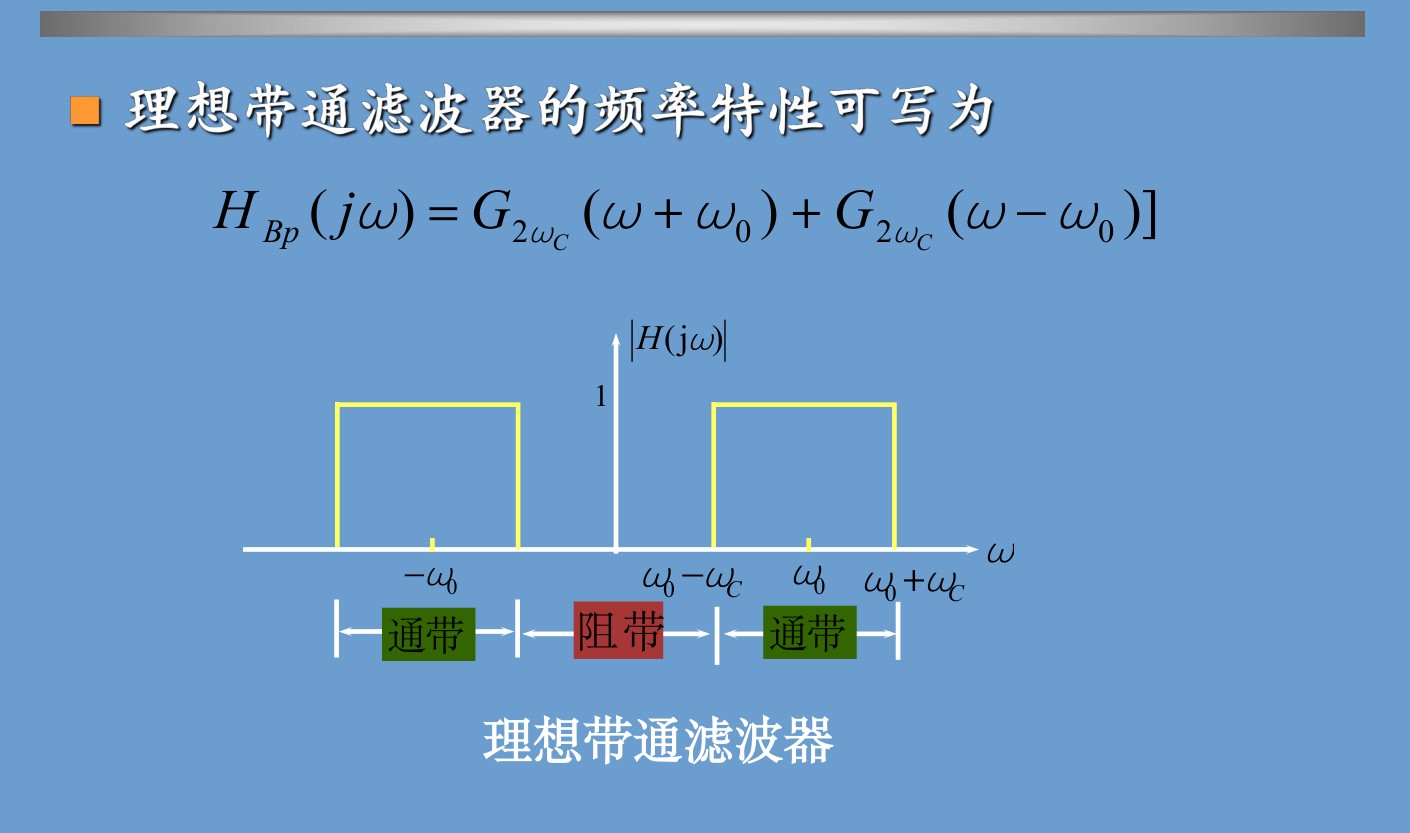 理想带通滤波器的频率特性可写为
H_{Bp}(jω) = G_{2ω_C}(ω + ω_0) + G_{2ω_C}(ω − ω_0)]
|H(jω)|
1
ω
−ω_0 ω_0−ω_C ω_0 ω_0+ω_C
通带 阻带 通带
理想带通滤波器